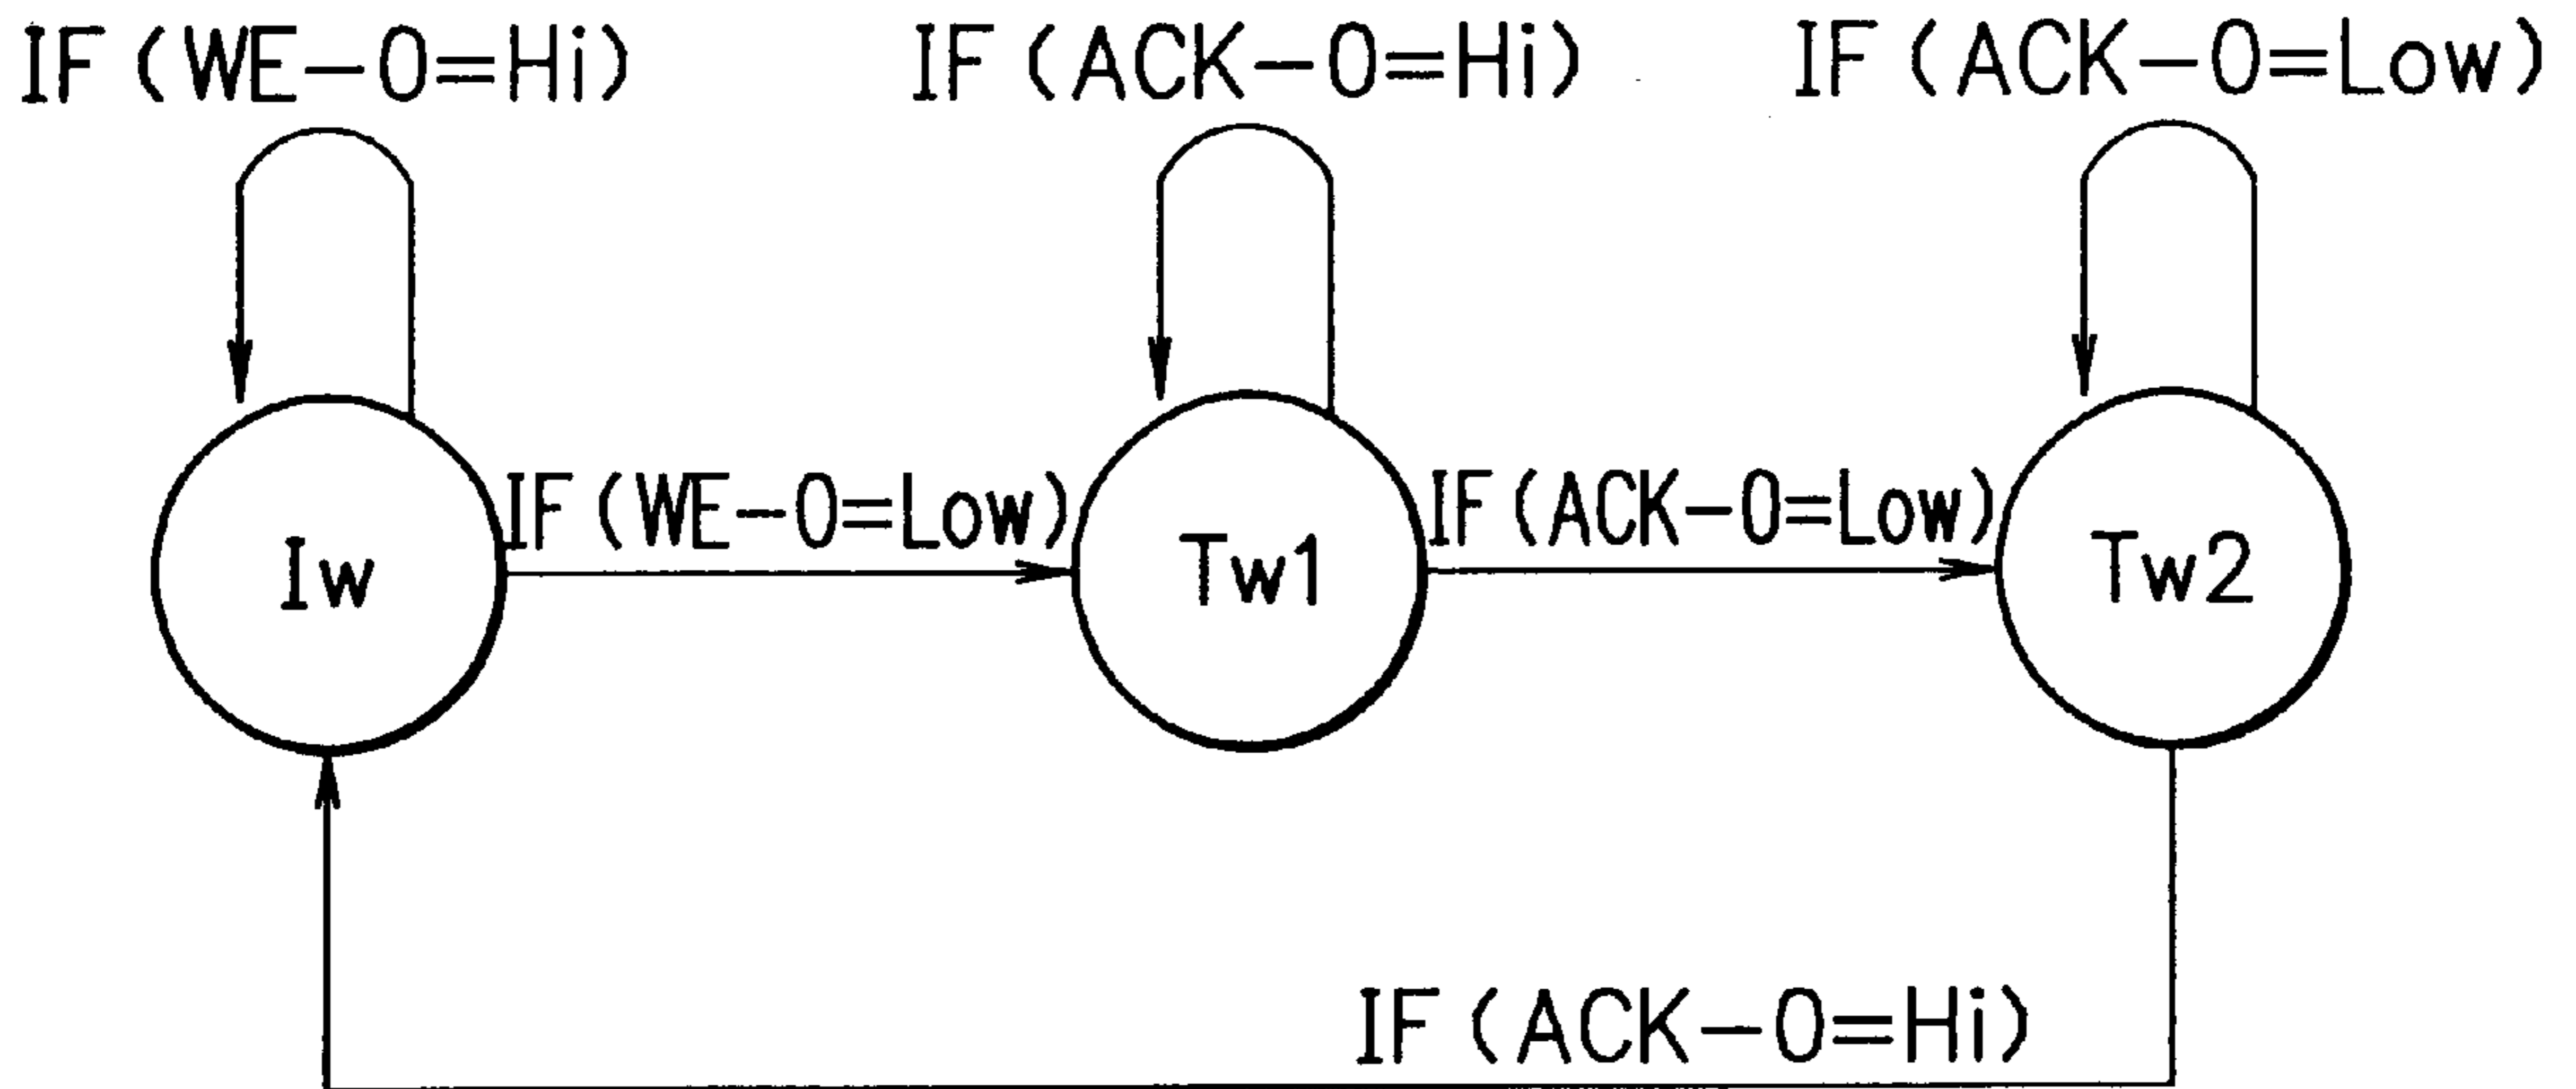 IF (WE-0=Hi)
IF (ACK-0=Hi)
IF (ACK-0=Low)
IF (WE-0=Low)
IF (ACK-0=Low)
Iw
Tw1
Tw2
IF (ACK-0=Hi)